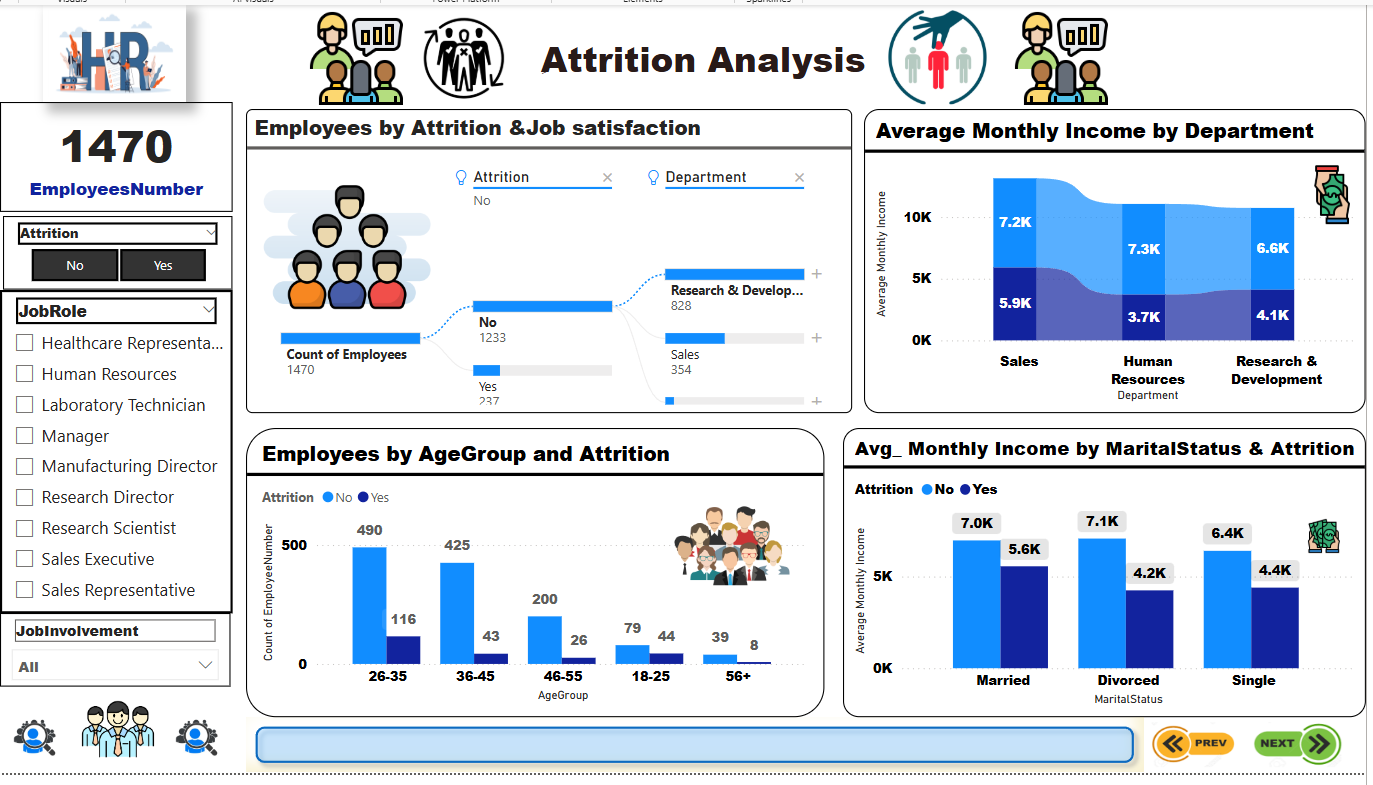 Visuals
AI visuals
Power Platform
Elements
Sparklines
HR
Attrition Analysis
1470
EmployeesNumber
Attrition
No
Yes
JobRole
Healthcare Representa...
Human Resources
Laboratory Technician
Manager
Manufacturing Director
Research Director
Research Scientist
Sales Executive
Sales Representative
JobInvolvement
All
Employees by Attrition &Job satisfaction
Attrition
No
Department
Count of Employees
1470
No
1233
Yes
237
Research & Develop...
828
Sales
354
Average Monthly Income by Department
Average Monthly Income
10K
5K
0K
7.2K
5.9K
7.3K
3.7K
6.6K
4.1K
Sales
Human
Resources
Research &
Development
Department
Employees by AgeGroup and Attrition
Attrition No Yes
Count of EmployeeNumber
500
0
490
116
425
43
200
26
79
44
39
8
26-35
36-45
46-55
18-25
56+
AgeGroup
Avg_ Monthly Income by MaritalStatus & Attrition
Attrition No Yes
Average Monthly Income
5K
0K
7.0K
5.6K
7.1K
4.2K
6.4K
4.4K
Married
Divorced
Single
MaritalStatus
PREV
NEXT